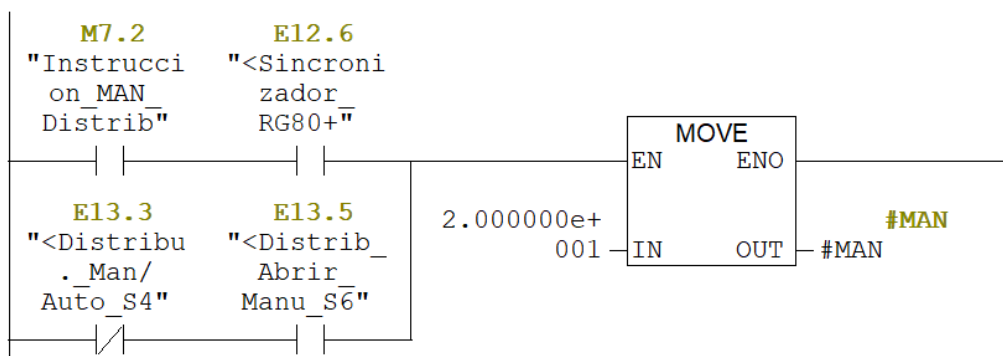 M7.2 E12.6
"Instrucci "<Sincroni
on_MAN_ zador_
Distrib" RG80+"
MOVE
EN ENO
E13.3 E13.5
"<Distribu "<Distrib_
._Man/ Abrir_
Auto_S4" Manu_S6"
2.000000e+
001 IN OUT #MAN
#MAN